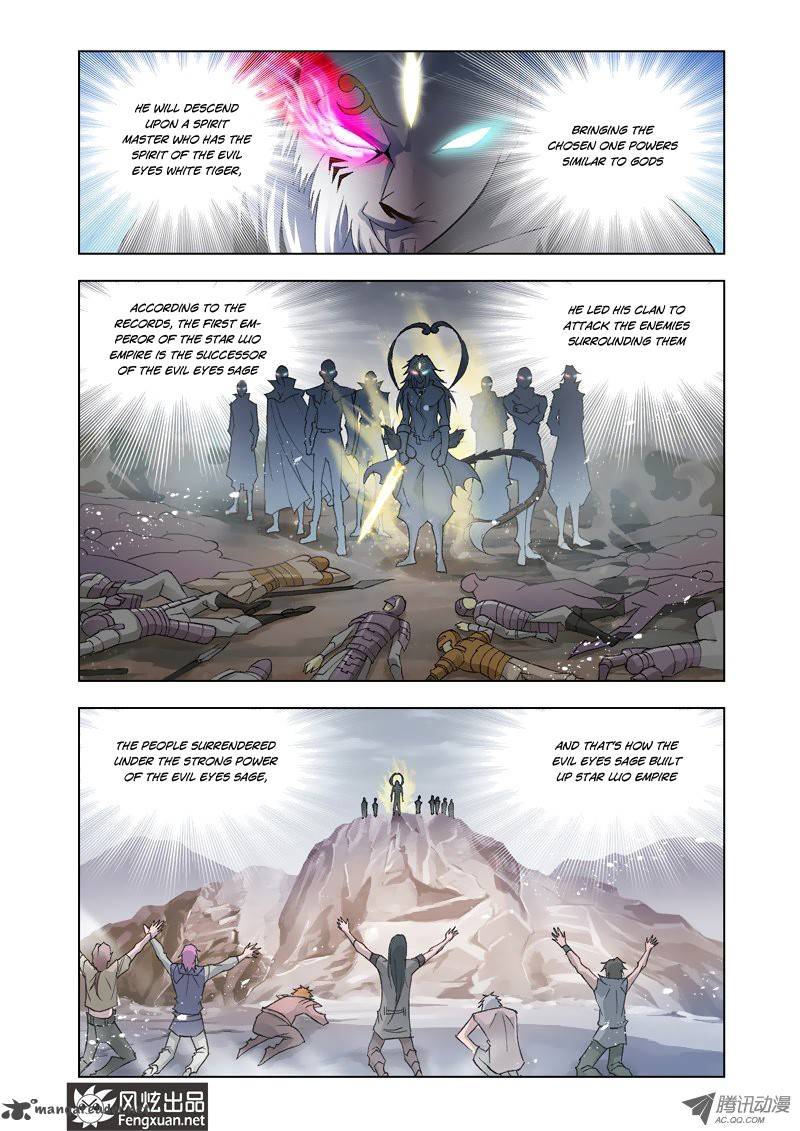 HE WILL DESCEND
UPON A SPIRIT
MASTER WHO HAS THE
SPIRIT OF THE EVIL
EYES WHITE TIGER,
BRINGING THE
CHOSEN ONE POWERS
SIMILAR TO GODS
ACCORDING TO THE
RECORDS, THE FIRST EM-
PEROR OF THE STAR LUO
EMPIRE IS THE SUCCESSOR
OF THE EVIL EYES SAGE
HE LED HIS CLAN TO
ATTACK THE ENEMIES
SURROUNDING THEM
THE PEOPLE SURRENDERED
UNDER THE STRONG POWER
OF THE EVIL EYES SAGE,
AND THAT'S HOW THE
EVIL EYES SAGE BUILT
UP STAR LUO EMPIRE
风炫出品
Fengxuan.net
腾讯动漫
AC.QQ.COM